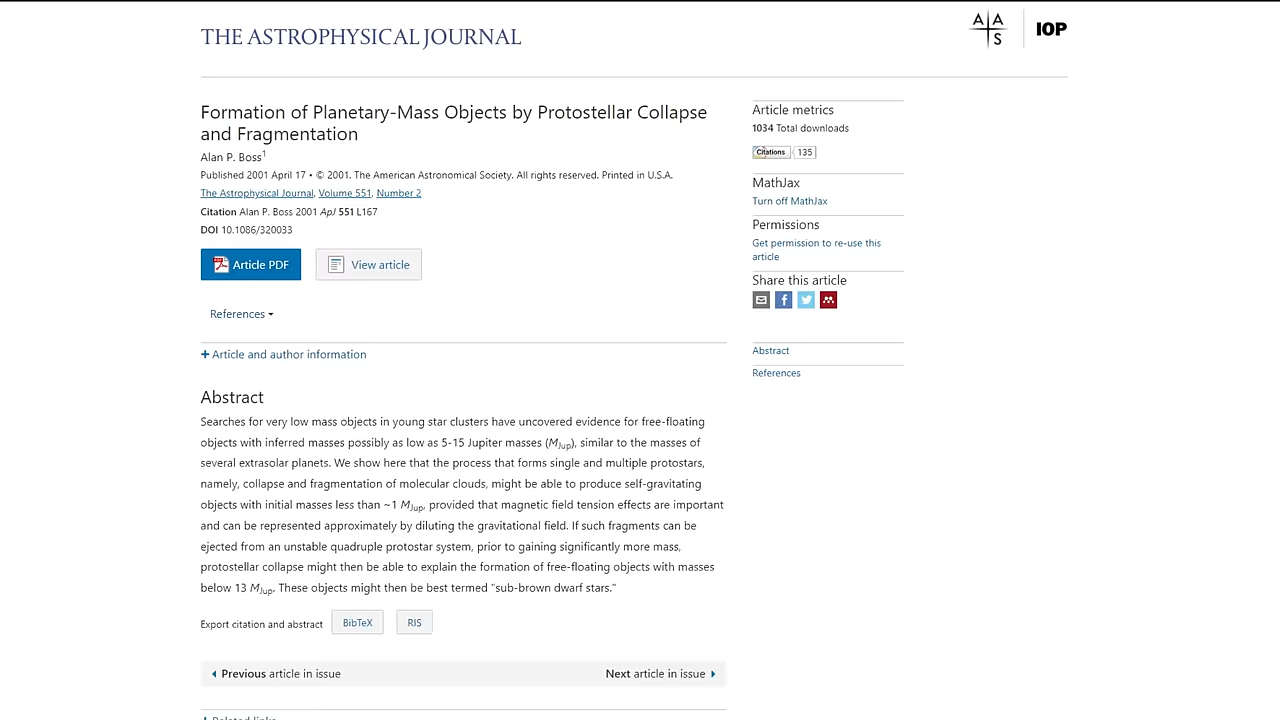 THE ASTROPHYSICAL JOURNAL
A A
S
IOP
Formation of Planetary-Mass Objects by Protostellar Collapse
and Fragmentation
Alan P. Boss1
Published 2001 April 17 • © 2001. The American Astronomical Society. All rights reserved. Printed in U.S.A.
The Astrophysical Journal, Volume 551, Number 2
Citation Alan P. Boss 2001 ApJ 551 L167
DOI 10.1086/320033
Article PDF
View article
References
+ Article and author information
Abstract
Searches for very low mass objects in young star clusters have uncovered evidence for free-floating
objects with inferred masses possibly as low as 5-15 Jupiter masses (MJup), similar to the masses of
several extrasolar planets. We show here that the process that forms single and multiple protostars,
namely, collapse and fragmentation of molecular clouds, might be able to produce self-gravitating
objects with initial masses less than ~1 MJup, provided that magnetic field tension effects are important
and can be represented approximately by diluting the gravitational field. If such fragments can be
ejected from an unstable quadruple protostar system, prior to gaining significantly more mass,
protostellar collapse might then be able to explain the formation of free-floating objects with masses
below 13 MJup. These objects might then be best termed "sub-brown dwarf stars."
Export citation and abstract
BibTeX
RIS
Previous article in issue
Next article in issue
+ Related links
Article metrics
1034 Total downloads
Citations 135
MathJax
Turn off MathJax
Permissions
Get permission to re-use this
article
Share this article
Abstract
References